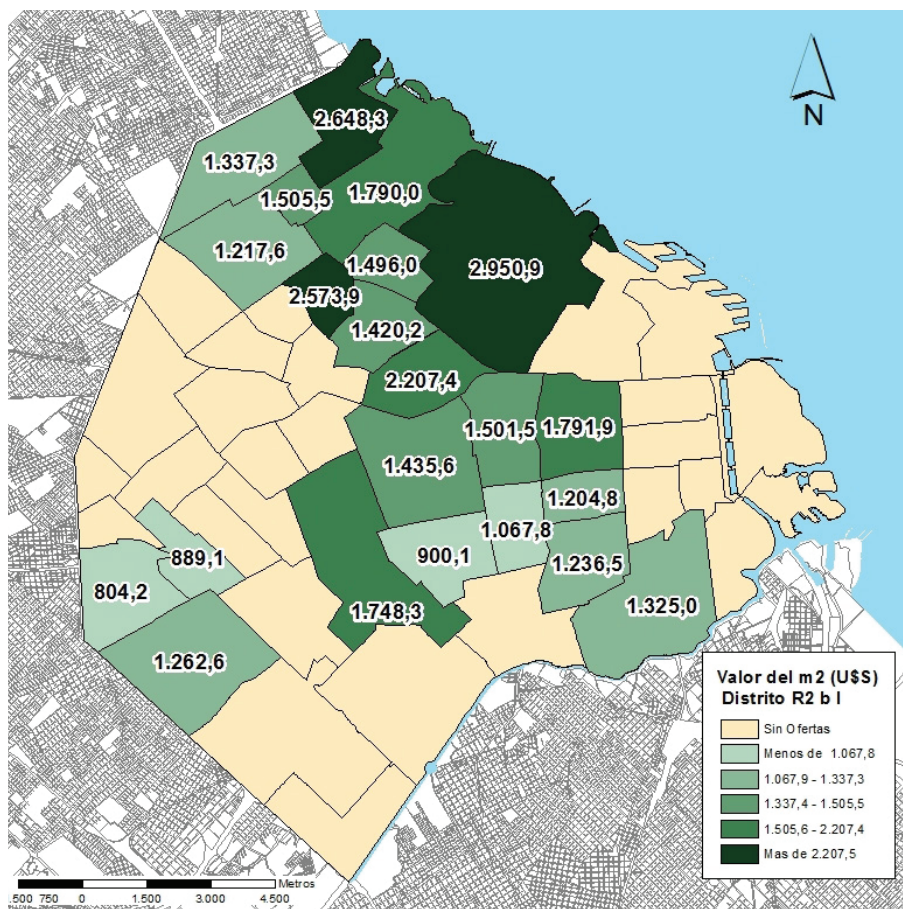 N
2.648,3
1.337,3
1.505,5
1.790,0
1.217,6
1.496,0
2.950,9
2.573,9
1.420,2
2.207,4
1.501,5
1.791,9
1.435,6
1.204,8
1.067,8
900,1
889,1
1.236,5
804,2
1.325,0
1.748,3
1.262,6
Valor del m2 (U$S)
Distrito R2 b I
Sin Ofertas
Menos de 1.067,8
1.067,9 - 1.337,3
1.337,4 - 1.505,5
1.505,6 - 2.207,4
Mas de 2.207,5
Metros
.500 750 0 1.500 3.000 4.500